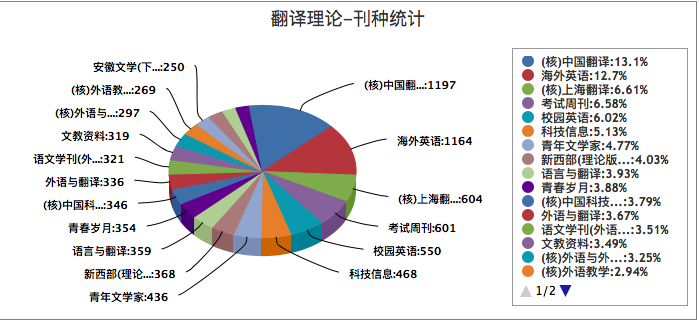 翻译理论-刊种统计
安徽文学(下...:250
(核)外语教...:269
(核)外语与...:297
文教资料:319
语文学刊(外...:321
外语与翻译:336
(核)中国科...:346
青春岁月:354
语言与翻译:359
新西部(理论...:368
青年文学家:436
(核)中国翻...:1197
海外英语:1164
(核)上海翻...:604
考试周刊:601
校园英语:550
科技信息:468
(核)中国翻译:13.1%
海外英语:12.7%
(核)上海翻译:6.61%
考试周刊:6.58%
校园英语:6.02%
科技信息:5.13%
青年文学家:4.77%
新西部(理论版...:4.03%
语言与翻译:3.93%
青春岁月:3.88%
(核)中国科技...:3.79%
外语与翻译:3.67%
语文学刊(外语...:3.51%
文教资料:3.49%
(核)外语与外...:3.25%
(核)外语教学:2.94%
1/2